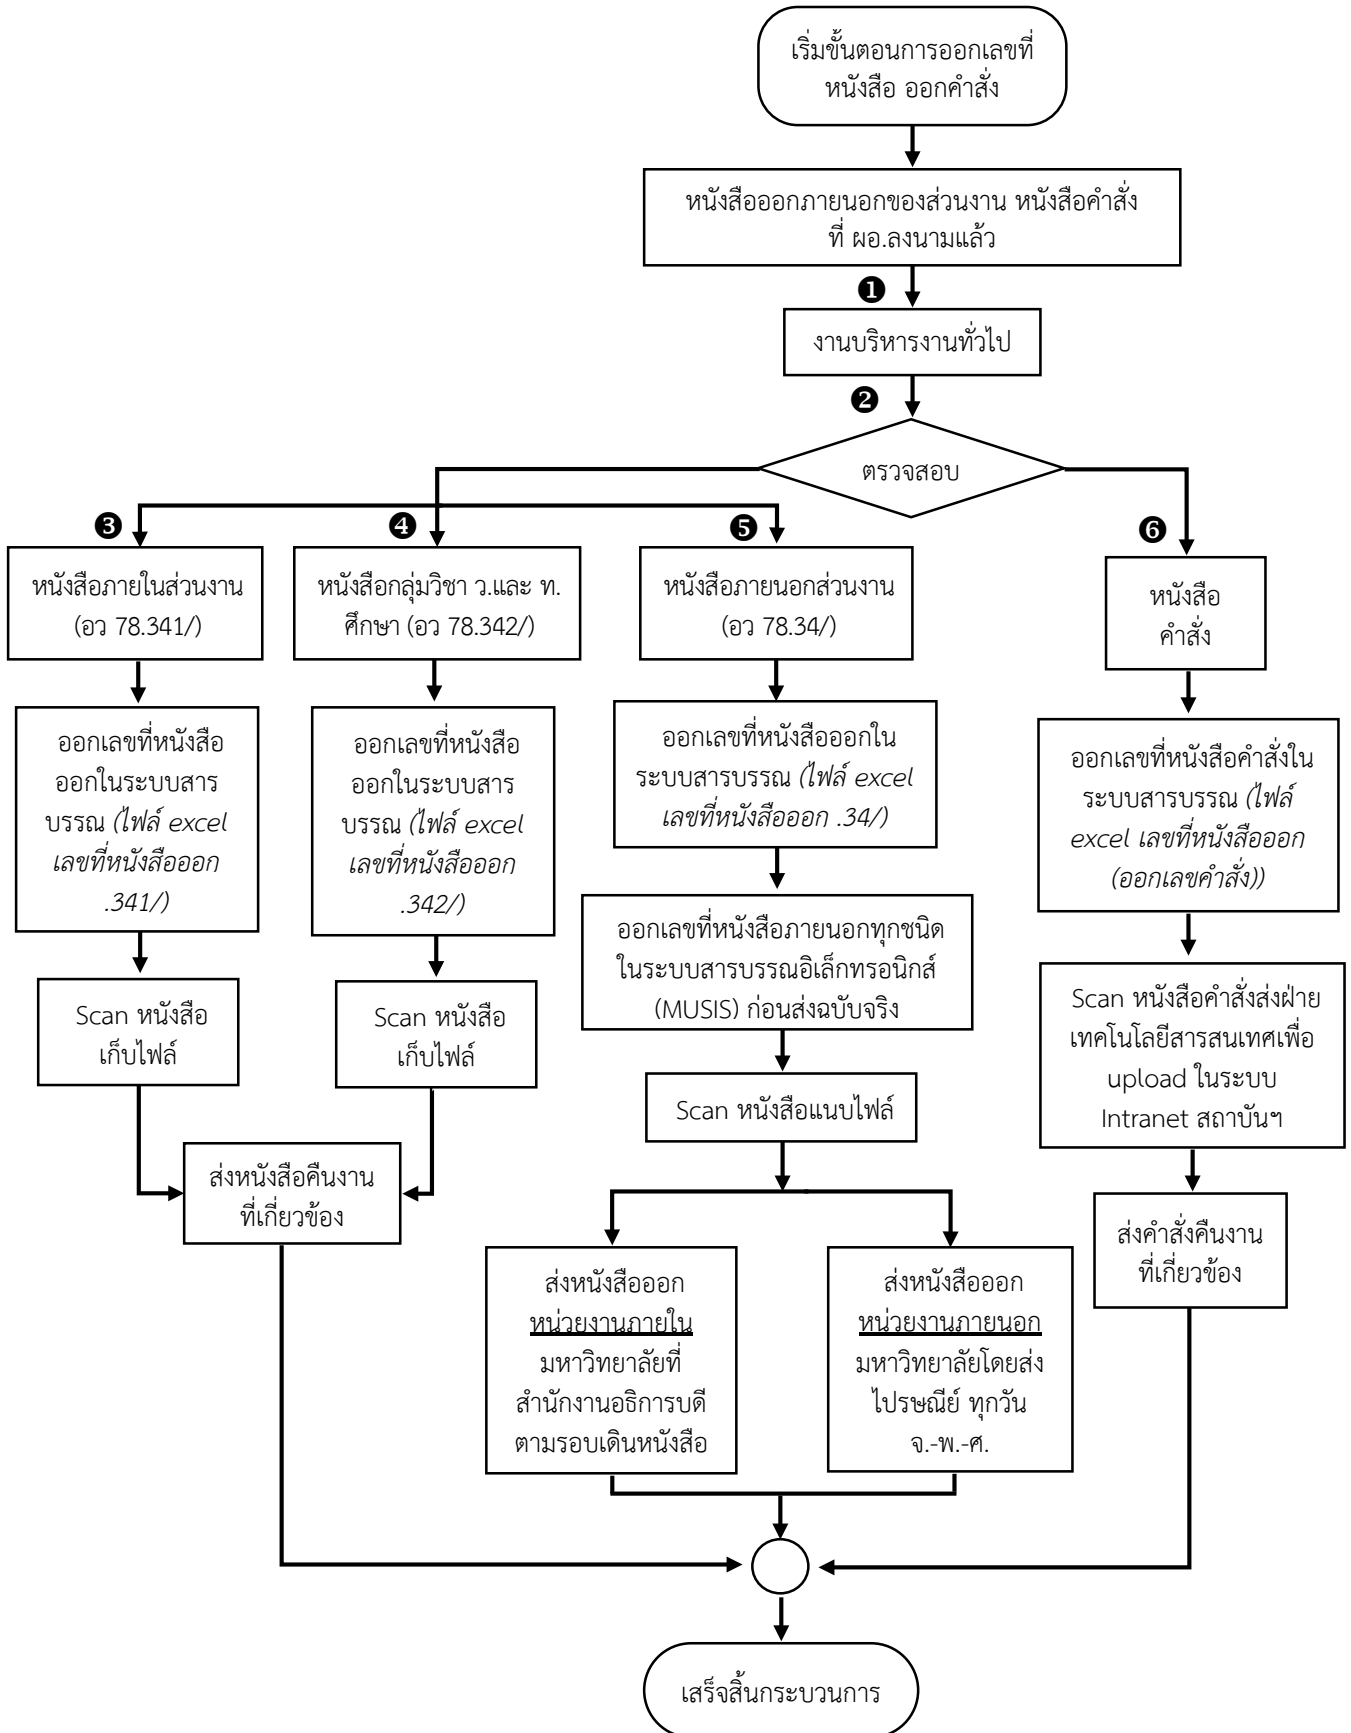 เริ่มขั้นตอนการออกเลขที่
หนังสือ ออกคำสั่ง
หนังสือออกภายนอกของส่วนงาน หนังสือคำสั่ง
ที่ ผอ.ลงนามแล้ว
❶
งานบริหารงานทั่วไป
❷
ตรวจสอบ
❸
หนังสือภายในส่วนงาน
(อว 78.341/)
ออกเลขที่หนังสือ
ออกในระบบสาร
บรรณ (ไฟล์ excel
เลขที่หนังสือออก
.341/)
Scan หนังสือ
เก็บไฟล์
❹
หนังสือกลุ่มวิชา ว.และ ท.
ศึกษา (อว 78.342/)
ออกเลขที่หนังสือ
ออกในระบบสาร
บรรณ (ไฟล์ excel
เลขที่หนังสือออก
.342/)
Scan หนังสือ
เก็บไฟล์
ส่งหนังสือคืนงาน
ที่เกี่ยวข้อง
❺
หนังสือภายนอกส่วนงาน
(อว 78.34/)
ออกเลขที่หนังสือออกใน
ระบบสารบรรณ (ไฟล์ excel
เลขที่หนังสือออก .34/)
ออกเลขที่หนังสือภายนอกทุกชนิด
ในระบบสารบรรณอิเล็กทรอนิกส์
(MUSIS) ก่อนส่งฉบับจริง
Scan หนังสือแนบไฟล์
ส่งหนังสือออก
หน่วยงานภายใน
มหาวิทยาลัยที่
สำนักงานอธิการบดี
ตามรอบเดินหนังสือ
ส่งหนังสือออก
หน่วยงานภายนอก
มหาวิทยาลัยโดยส่ง
ไปรษณีย์ ทุกวัน
จ.-พ.-ศ.
❻
หนังสือ
คำสั่ง
ออกเลขที่หนังสือคำสั่งใน
ระบบสารบรรณ (ไฟล์
excel เลขที่หนังสือออก
(ออกเลขคำสั่ง))
Scan หนังสือคำสั่งส่งฝ่าย
เทคโนโลยีสารสนเทศเพื่อ
upload ในระบบ
Intranet สถาบันฯ
ส่งคำสั่งคืนงาน
ที่เกี่ยวข้อง
เสร็จสิ้นกระบวนการ